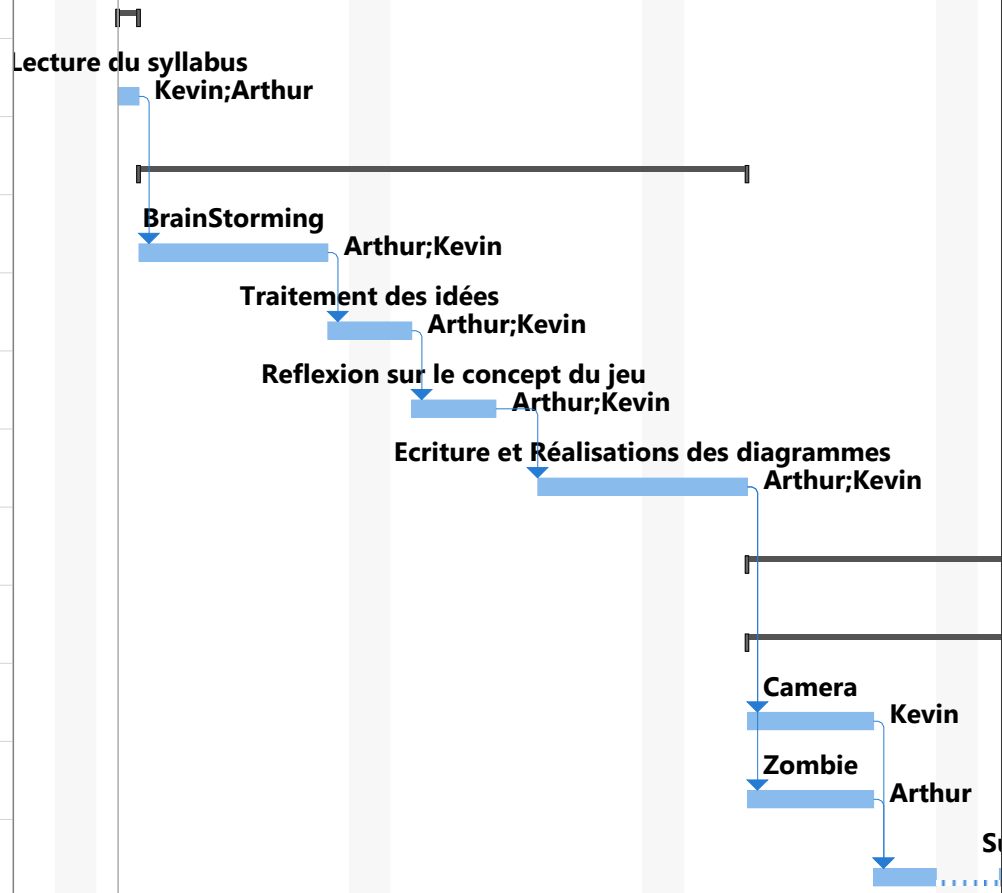 Lecture du syllabus
Kevin;Arthur
BrainStorming
Arthur;Kevin
Traitement des idées
Arthur;Kevin
Reflexion sur le concept du jeu
Arthur;Kevin
Ecriture et Réalisations des diagrammes
Arthur;Kevin
Camera
Kevin
Zombie
Arthur